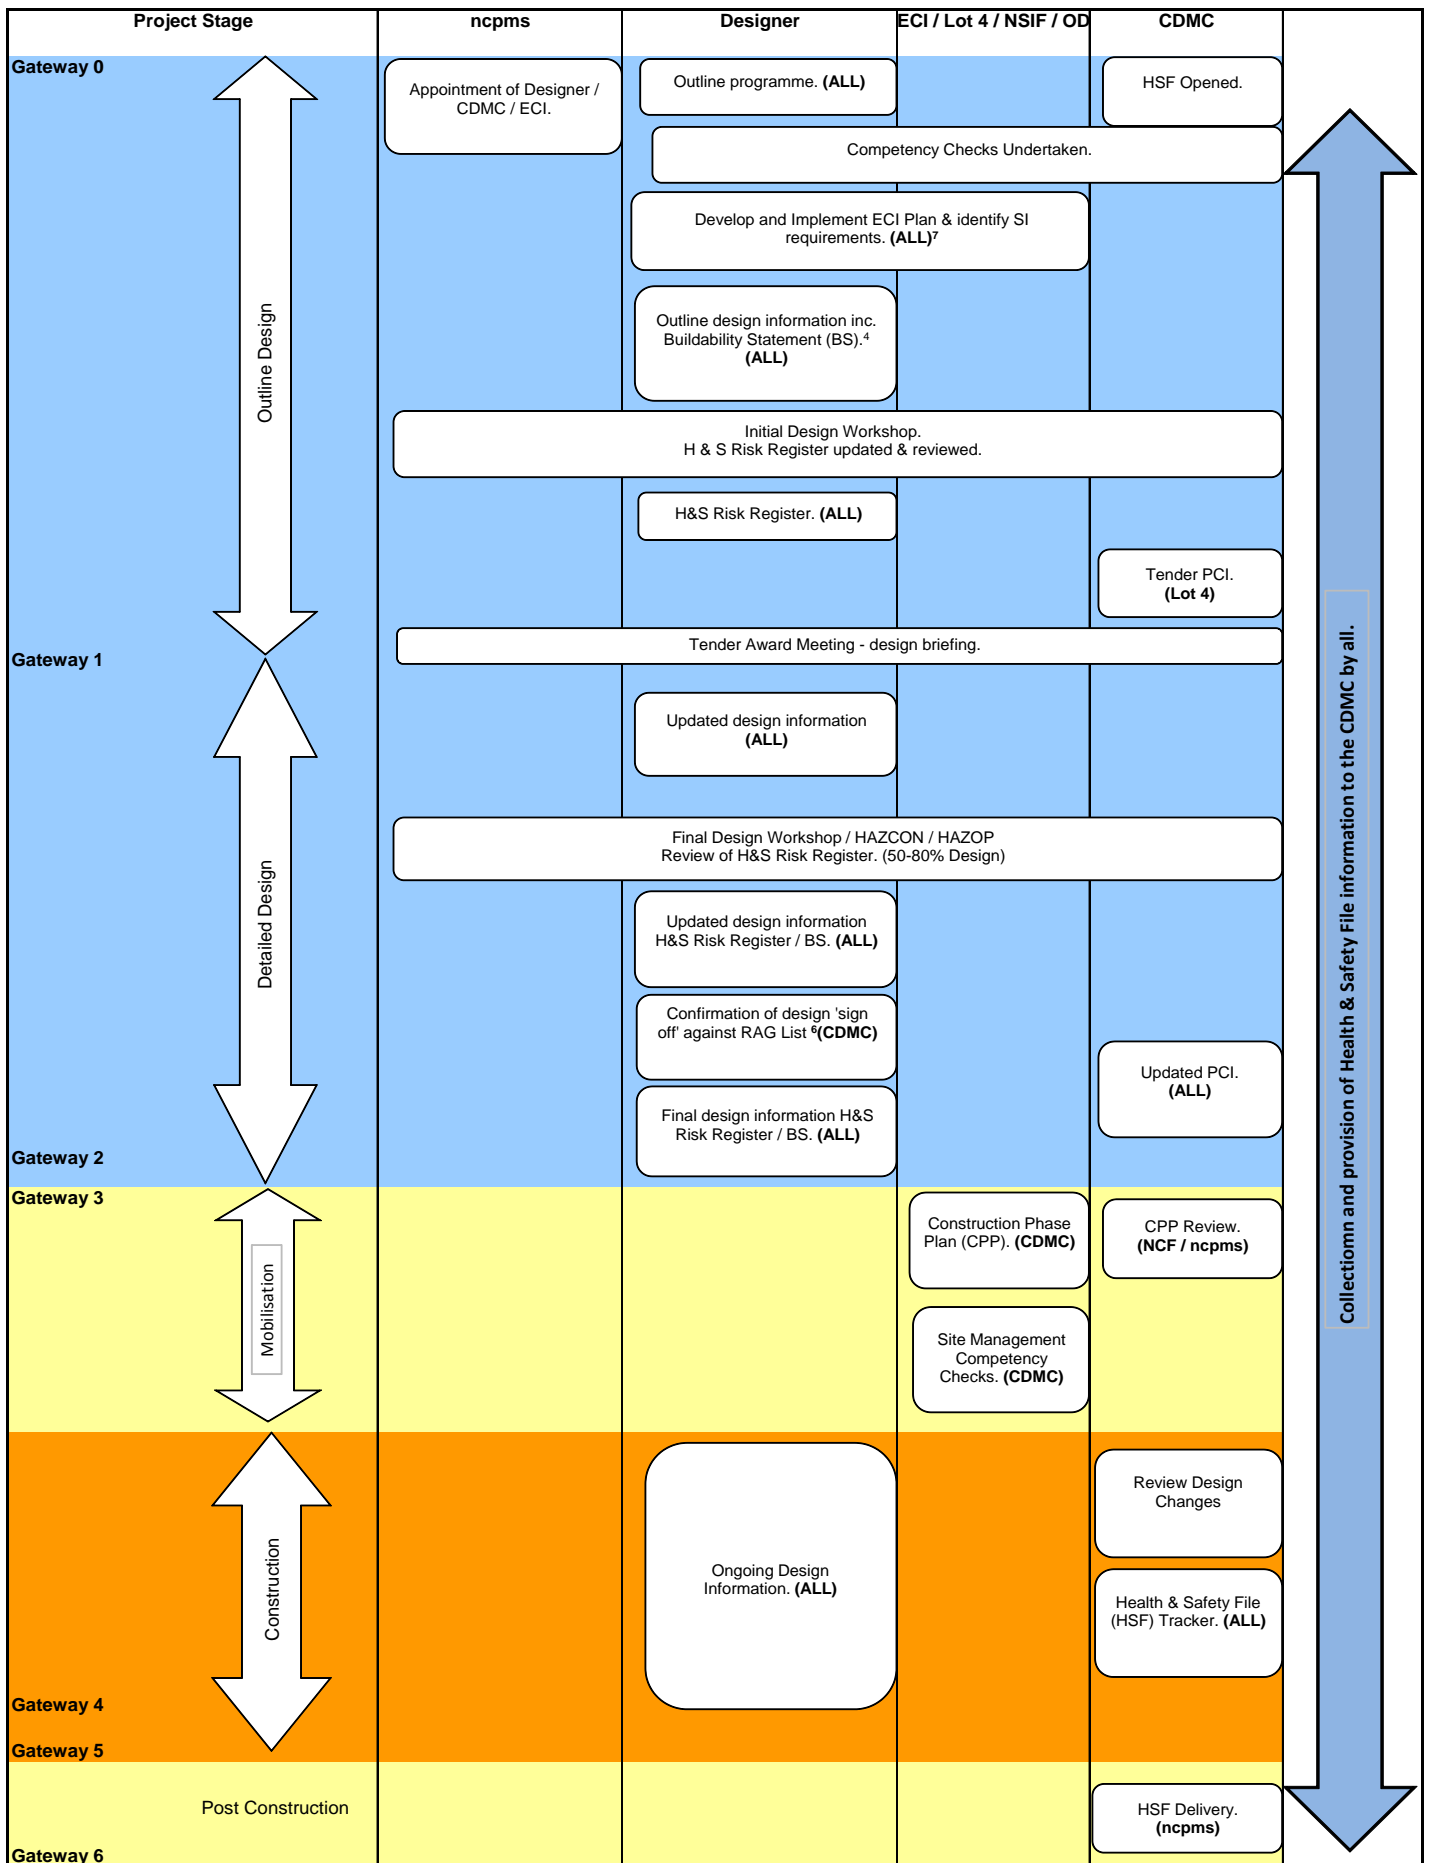 Project Stage
ncpms
Designer
ECI / Lot 4 / NSIF / OD
CDMC
Gateway 0
Appointment of Designer /
CDMC / ECI.
Outline programme. (ALL)
HSF Opened.
Competency Checks Undertaken.
Develop and Implement ECI Plan & identify SI
requirements. (ALL)⁷
Outline design information inc.
Buildability Statement (BS).⁴
(ALL)
Outline Design
Initial Design Workshop.
H & S Risk Register updated & reviewed.
H&S Risk Register. (ALL)
Tender PCI.
(Lot 4)
Tender Award Meeting - design briefing.
Gateway 1
Updated design information
(ALL)
Final Design Workshop / HAZCON / HAZOP
Review of H&S Risk Register. (50-80% Design)
Detailed Design
Updated design information
H&S Risk Register / BS. (ALL)
Confirmation of design 'sign
off' against RAG List ⁶(CDMC)
Updated PCI.
(ALL)
Final design information H&S
Risk Register / BS. (ALL)
Gateway 2
Gateway 3
Construction Phase
Plan (CPP). (CDMC)
CPP Review.
(NCF / ncpms)
Mobilisation
Site Management
Competency
Checks. (CDMC)
Construction
Ongoing Design
Information. (ALL)
Review Design
Changes
Health & Safety File
(HSF) Tracker. (ALL)
Gateway 4
Gateway 5
Post Construction
HSF Delivery.
(ncpms)
Gateway 6
Collectiomn and provision of Health & Safety File information to the CDMC by all.